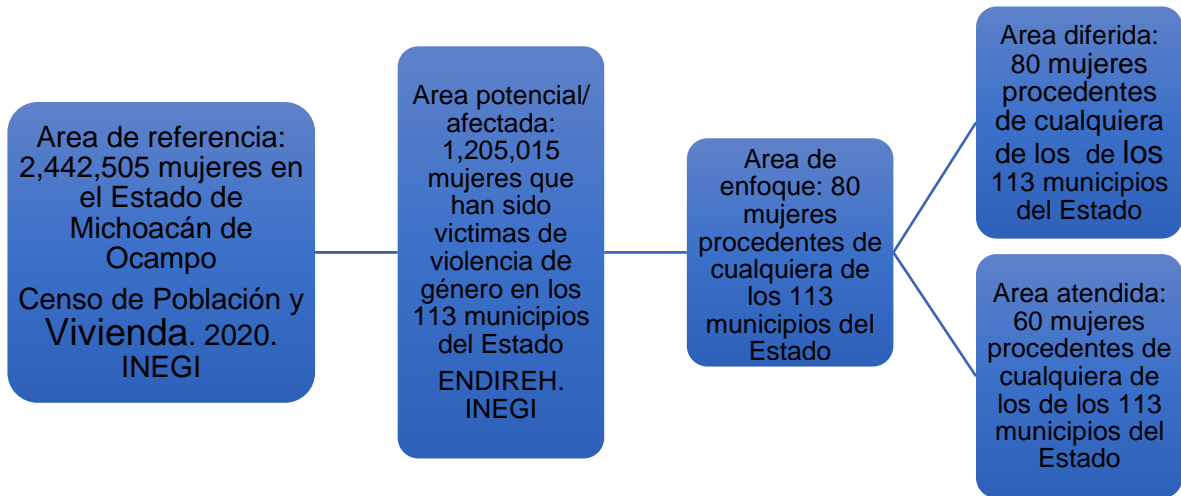 Area de referencia:
2,442,505 mujeres en
el Estado de
Michoacán de
Ocampo
Censo de Población y
Vivienda. 2020.
INEGI
Area potencial/
afectada:
1,205,015
mujeres que
han sido
victimas de
violencia de
género en los
113 municipios
del Estado
ENDIREH.
INEGI
Area de
enfoque: 80
mujeres
procedentes de
cualquiera de
los 113
municipios del
Estado
Area diferida:
80 mujeres
procedentes
de cualquiera
de los de los
113 municipios
del Estado
Area atendida:
60 mujeres
procedentes de
cualquiera de
los de los 113
municipios del
Estado